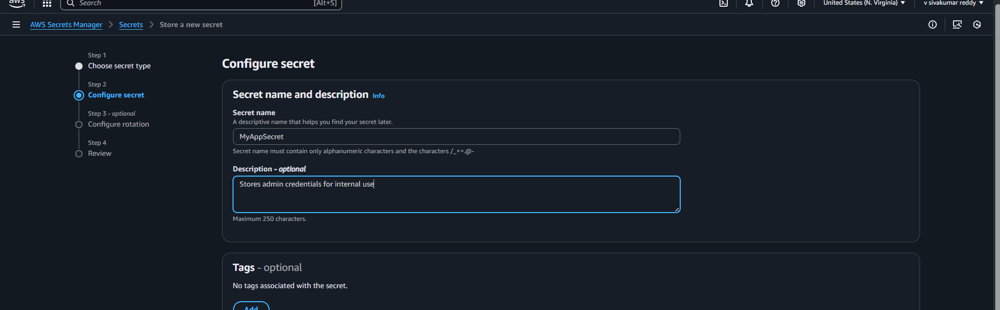 aws
Search [Alt+S]
United States (N. Virginia)
v sivakumar reddy
AWS Secrets Manager
Secrets
Store a new secret
Step 1
Choose secret type
Step 2
Configure secret
Step 3 - optional
Configure rotation
Step 4
Review
Configure secret
Secret name and description Info
Secret name
A descriptive name that helps you find your secret later.
MyAppSecret
Secret name must contain only alphanumeric characters and the characters /_+=.@-
Description - optional
Stores admin credentials for internal use
Maximum 250 characters.
Tags - optional
No tags associated with the secret.
Add